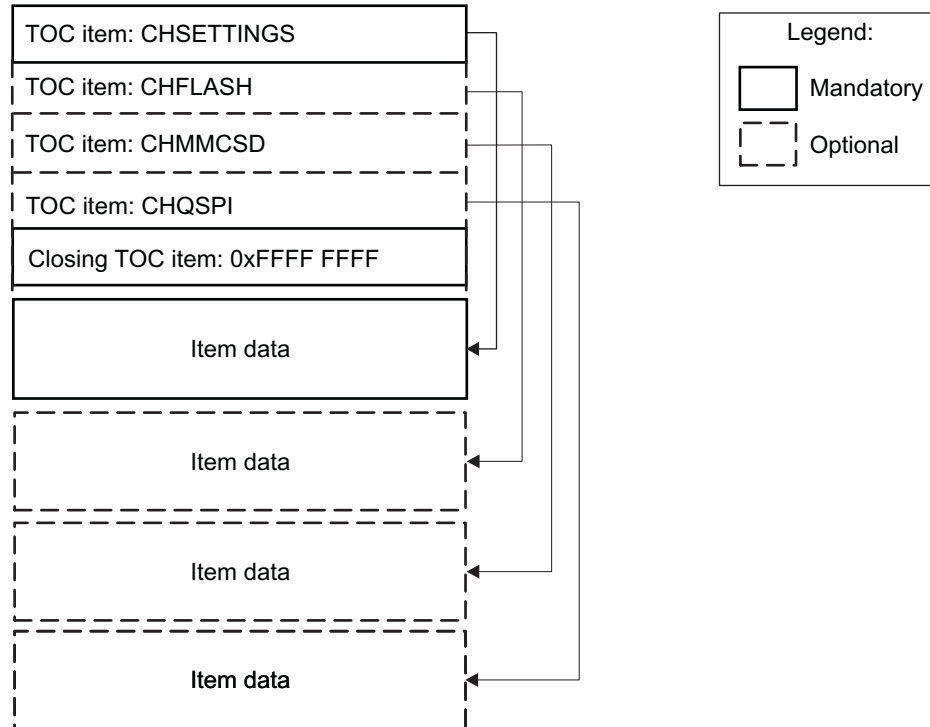 TOC item: CHSETTINGS
TOC item: CHFLASH
TOC item: CHMMCSD
TOC item: CHQSPI
Closing TOC item: 0xFFFF FFFF
Item data
Item data
Item data
Item data
Legend:
Mandatory
Optional